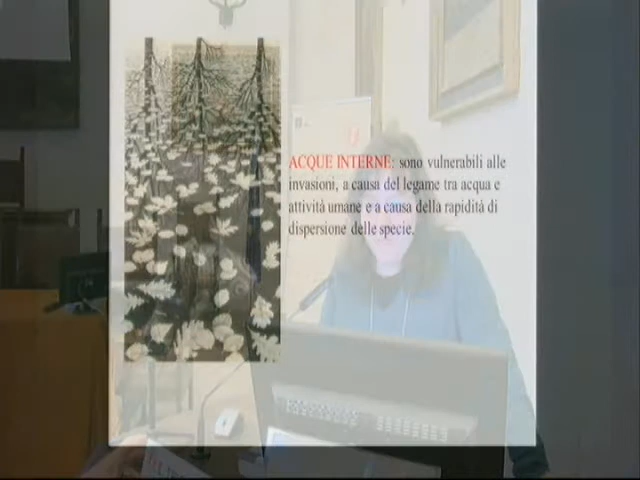 ACQUE INTERNE: sono vulnerabili alle
invasioni, a causa del legame tra acqua e
attività umane e a causa della rapidità di
dispersione delle specie.